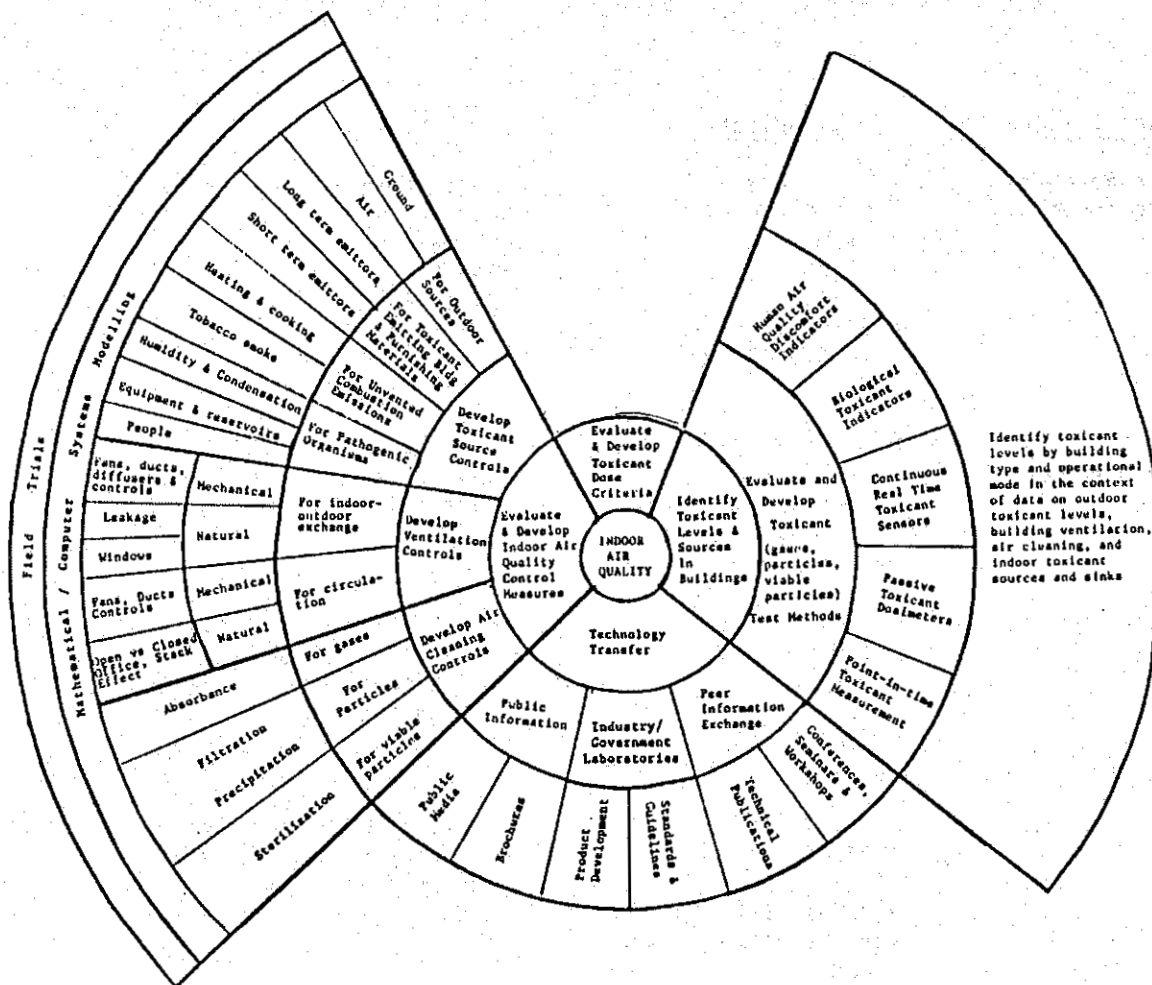 INDOOR
AIR
QUALITY
Evaluate
& Develop
Toxicant
Dose
Criteria
Identify
Toxicant
Levels &
Sources
In
Buildings
Technology
Transfer
Evaluate
& Develop
Indoor Air
Quality
Control
Measures
Develop
Toxicant
Source
Controls
Develop
Ventilation
Controls
Develop Air
Cleaning
Controls
For Outdoor
Sources
For Toxicant
Emitting Bldg
& Furnishing
Materials
For Unvented
Combustion
Emissions
For Pathogenic
Organisms
For indoor-
outdoor
exchange
For circula-
tion
For gases
For
Particles
For viable
particles
Ground
Air
Long term emittors
Short term emittors
Heating & cooking
Tobacco smoke
Humidity & Condensation
Equipment & reservoirs
People
Fans, ducts,
diffusers &
controls
Mechanical
Leakage
Natural
Windows
Fans, Ducts
Controls
Mechanical
Open vs Closed
Office, Stack
Effect
Natural
Absorbance
Filtration
Precipitation
Sterilization
Mathematical / Computer Systems Modelling
Field Trials
Evaluate and
Develop
Toxicant
(gases,
particles,
viable
particles)
Test Methods
Human Air
Quality
Discomfort
Indicators
Biological
Toxicant
Indicators
Continuous
Real Time
Toxicant
Sensors
Passive
Toxicant
Dosimeters
Point-in-time
Toxicant
Measurement
Identify toxicant
levels by building
type and operational
mode in the context
of data on outdoor
toxicant levels,
building ventilation,
air cleaning, and
indoor toxicant
sources and sinks
Public
Information
Industry/
Government
Laboratories
Peer
Information
Exchange
Public
Media
Brochures
Product
Development
Standards &
Guidelines
Technical
Publications
Conferences,
Seminars &
Workshops